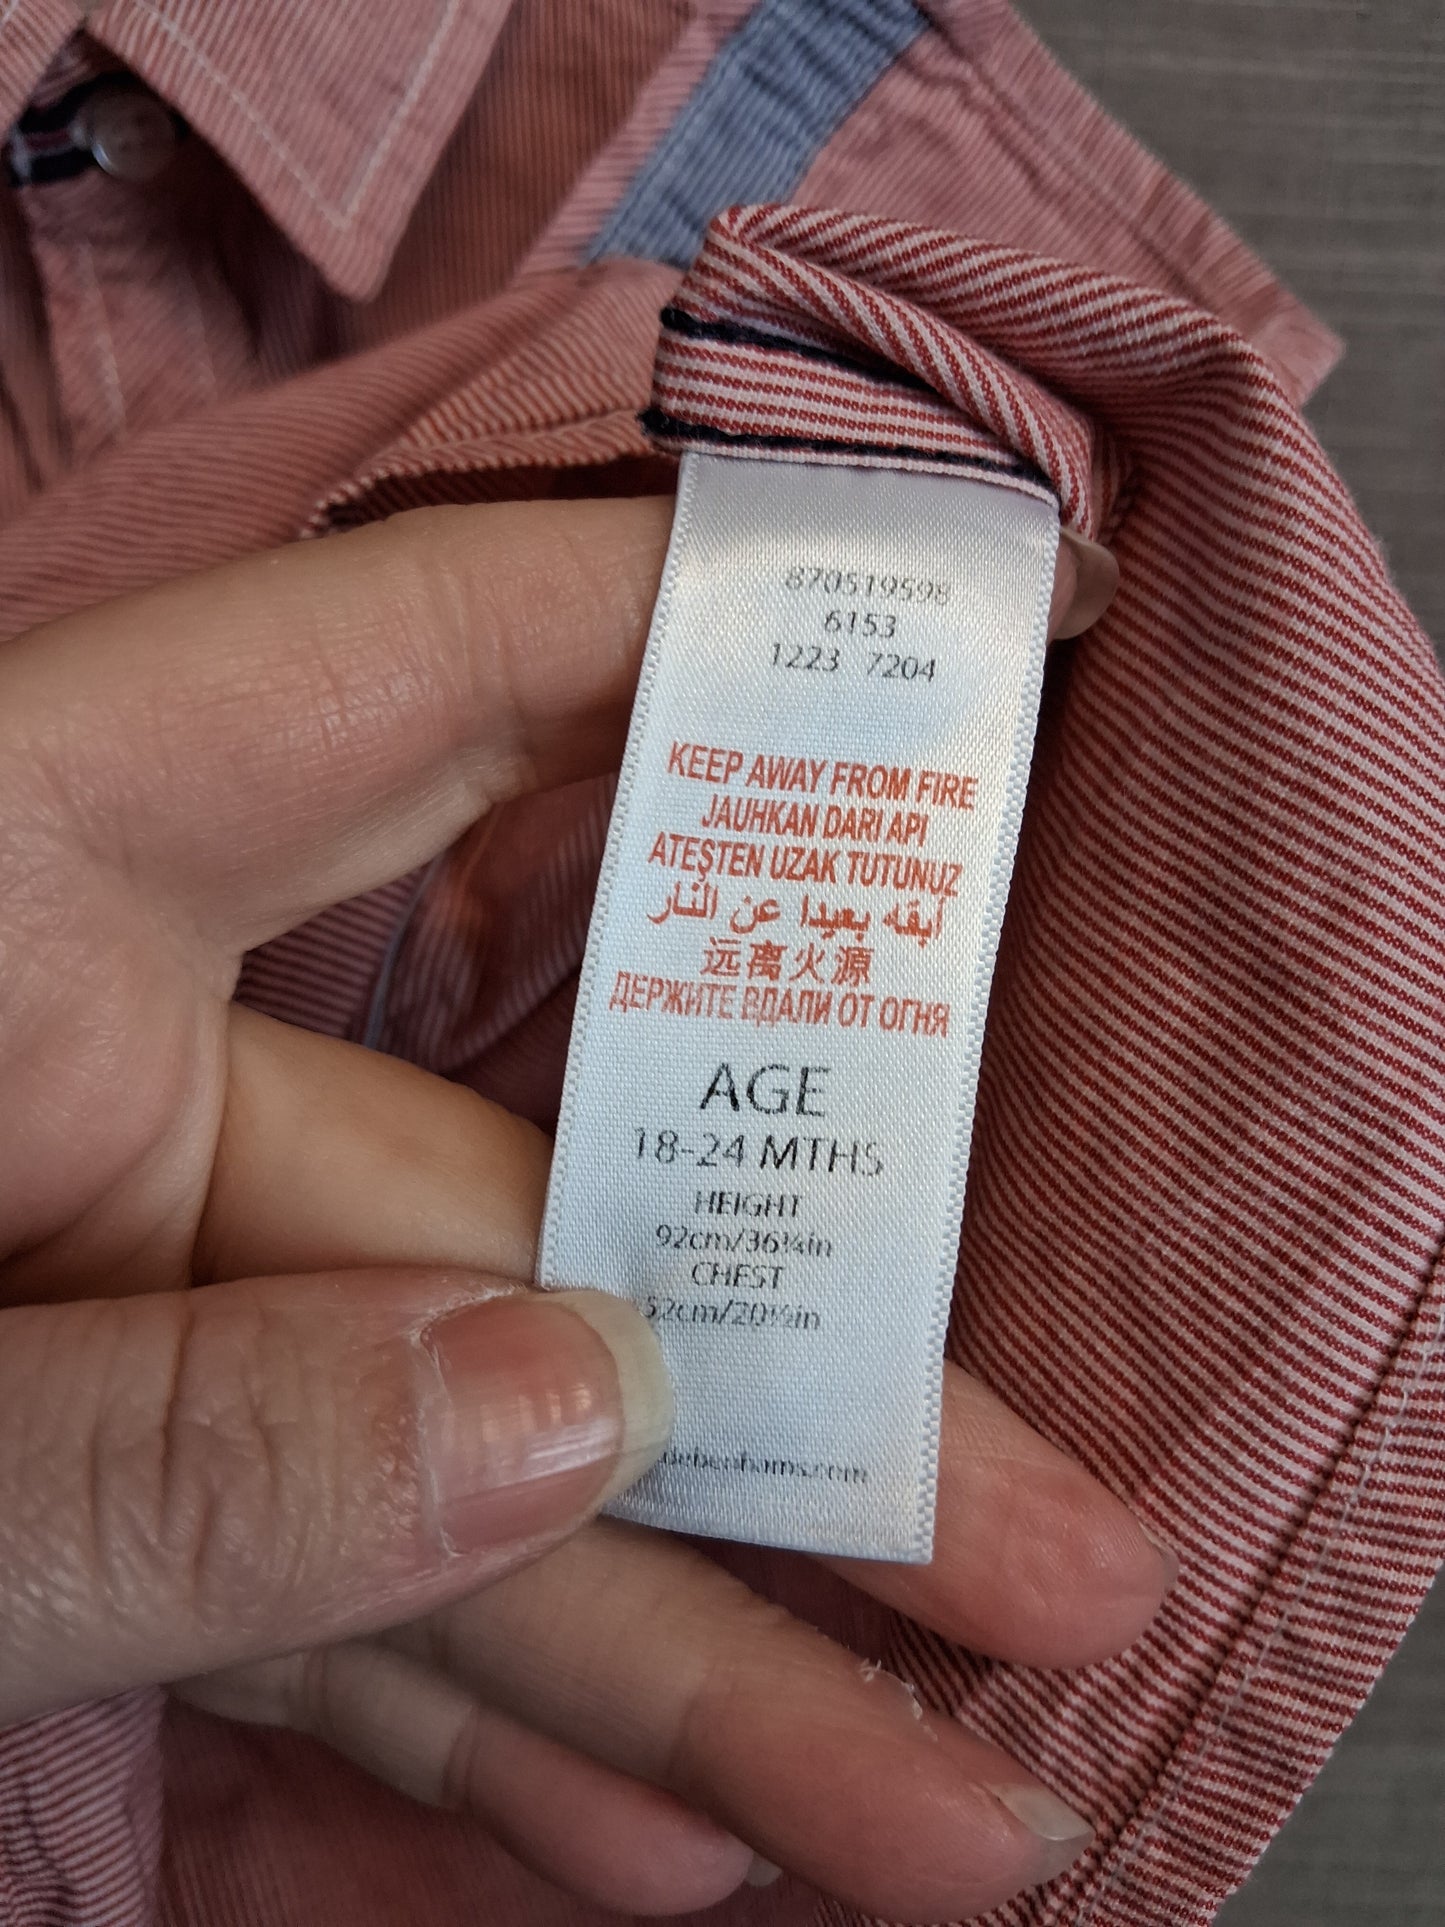 870519598
6153
1223 7204
KEEP AWAY FROM FIRE
JAUHKAN DARI API
ATEŞTEN UZAK TUTUNUZ
أبقه بعيدا عن النار
远离火源
ДЕРЖИТЕ ВДАЛИ ОТ ОГНЯ
AGE
18-24 MTHS
HEIGHT
92cm/36¼in
CHEST
52cm/20½in
debenhams.com